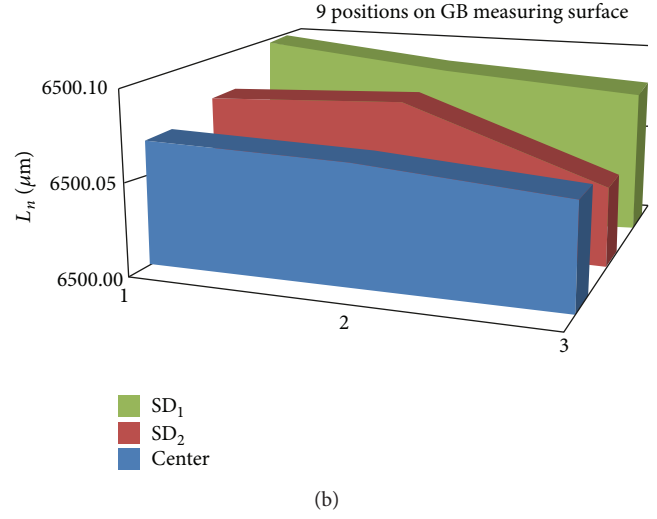 9 positions on GB measuring surface
6500.10
6500.05
6500.00
L_n (μm)
1
2
3
SD₁
SD₂
Center
(b)